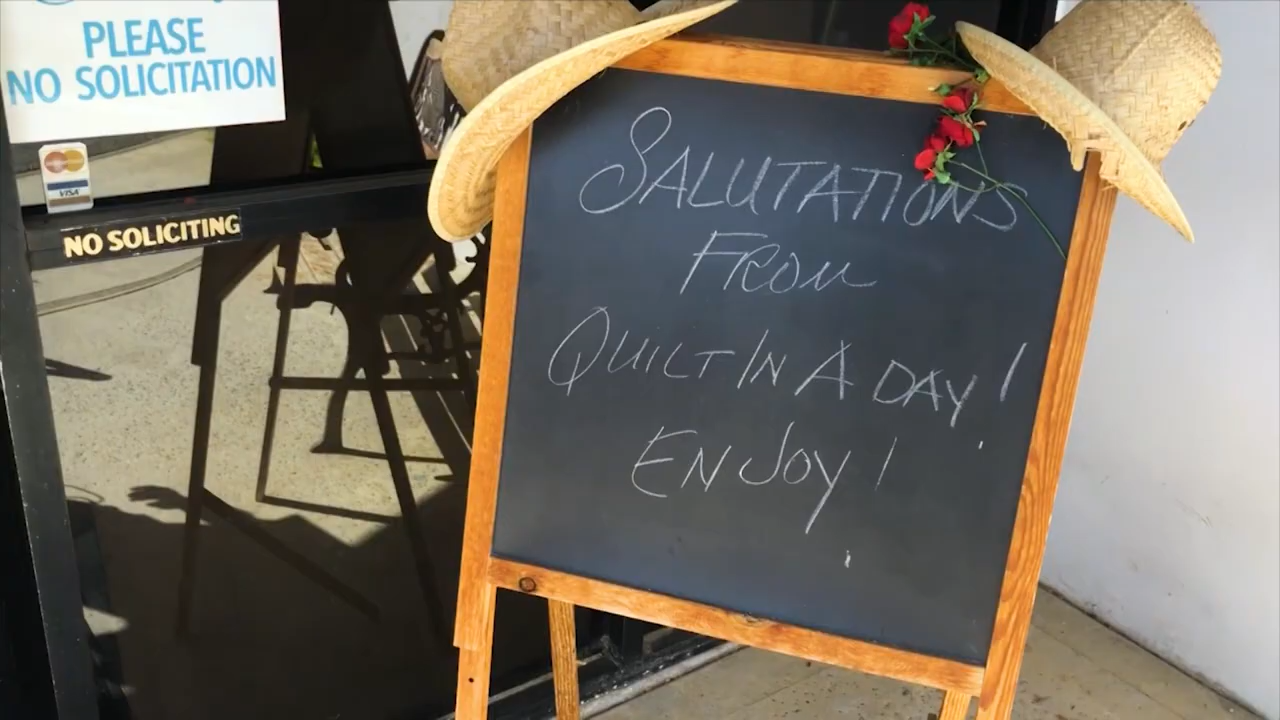 PLEASE
NO SOLICITATION
VISA
NO SOLICITING
SALUTATIONS
FROM
QUILT IN A DAY!
ENJOY!